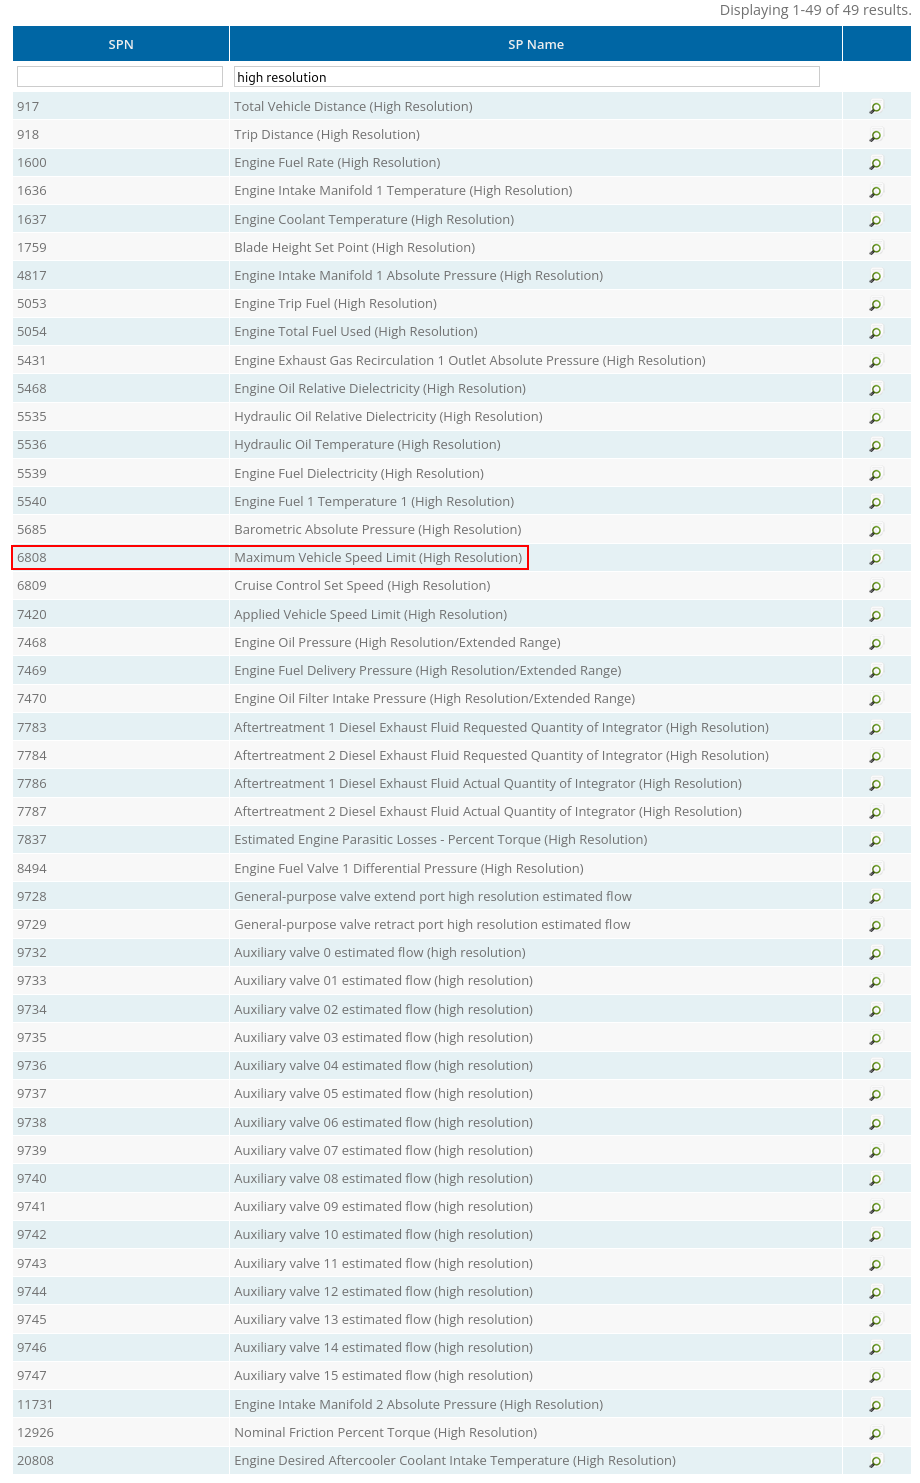 Displaying 1-49 of 49 results.
SPN SP Name
high resolution
917 Total Vehicle Distance (High Resolution)
918 Trip Distance (High Resolution)
1600 Engine Fuel Rate (High Resolution)
1636 Engine Intake Manifold 1 Temperature (High Resolution)
1637 Engine Coolant Temperature (High Resolution)
1759 Blade Height Set Point (High Resolution)
4817 Engine Intake Manifold 1 Absolute Pressure (High Resolution)
5053 Engine Trip Fuel (High Resolution)
5054 Engine Total Fuel Used (High Resolution)
5431 Engine Exhaust Gas Recirculation 1 Outlet Absolute Pressure (High Resolution)
5468 Engine Oil Relative Dielectricity (High Resolution)
5535 Hydraulic Oil Relative Dielectricity (High Resolution)
5536 Hydraulic Oil Temperature (High Resolution)
5539 Engine Fuel Dielectricity (High Resolution)
5540 Engine Fuel 1 Temperature 1 (High Resolution)
5685 Barometric Absolute Pressure (High Resolution)
6808 Maximum Vehicle Speed Limit (High Resolution)
6809 Cruise Control Set Speed (High Resolution)
7420 Applied Vehicle Speed Limit (High Resolution)
7468 Engine Oil Pressure (High Resolution/Extended Range)
7469 Engine Fuel Delivery Pressure (High Resolution/Extended Range)
7470 Engine Oil Filter Intake Pressure (High Resolution/Extended Range)
7783 Aftertreatment 1 Diesel Exhaust Fluid Requested Quantity of Integrator (High Resolution)
7784 Aftertreatment 2 Diesel Exhaust Fluid Requested Quantity of Integrator (High Resolution)
7786 Aftertreatment 1 Diesel Exhaust Fluid Actual Quantity of Integrator (High Resolution)
7787 Aftertreatment 2 Diesel Exhaust Fluid Actual Quantity of Integrator (High Resolution)
7837 Estimated Engine Parasitic Losses - Percent Torque (High Resolution)
8494 Engine Fuel Valve 1 Differential Pressure (High Resolution)
9728 General-purpose valve extend port high resolution estimated flow
9729 General-purpose valve retract port high resolution estimated flow
9732 Auxiliary valve 0 estimated flow (high resolution)
9733 Auxiliary valve 01 estimated flow (high resolution)
9734 Auxiliary valve 02 estimated flow (high resolution)
9735 Auxiliary valve 03 estimated flow (high resolution)
9736 Auxiliary valve 04 estimated flow (high resolution)
9737 Auxiliary valve 05 estimated flow (high resolution)
9738 Auxiliary valve 06 estimated flow (high resolution)
9739 Auxiliary valve 07 estimated flow (high resolution)
9740 Auxiliary valve 08 estimated flow (high resolution)
9741 Auxiliary valve 09 estimated flow (high resolution)
9742 Auxiliary valve 10 estimated flow (high resolution)
9743 Auxiliary valve 11 estimated flow (high resolution)
9744 Auxiliary valve 12 estimated flow (high resolution)
9745 Auxiliary valve 13 estimated flow (high resolution)
9746 Auxiliary valve 14 estimated flow (high resolution)
9747 Auxiliary valve 15 estimated flow (high resolution)
11731 Engine Intake Manifold 2 Absolute Pressure (High Resolution)
12926 Nominal Friction Percent Torque (High Resolution)
20808 Engine Desired Aftercooler Coolant Intake Temperature (High Resolution)